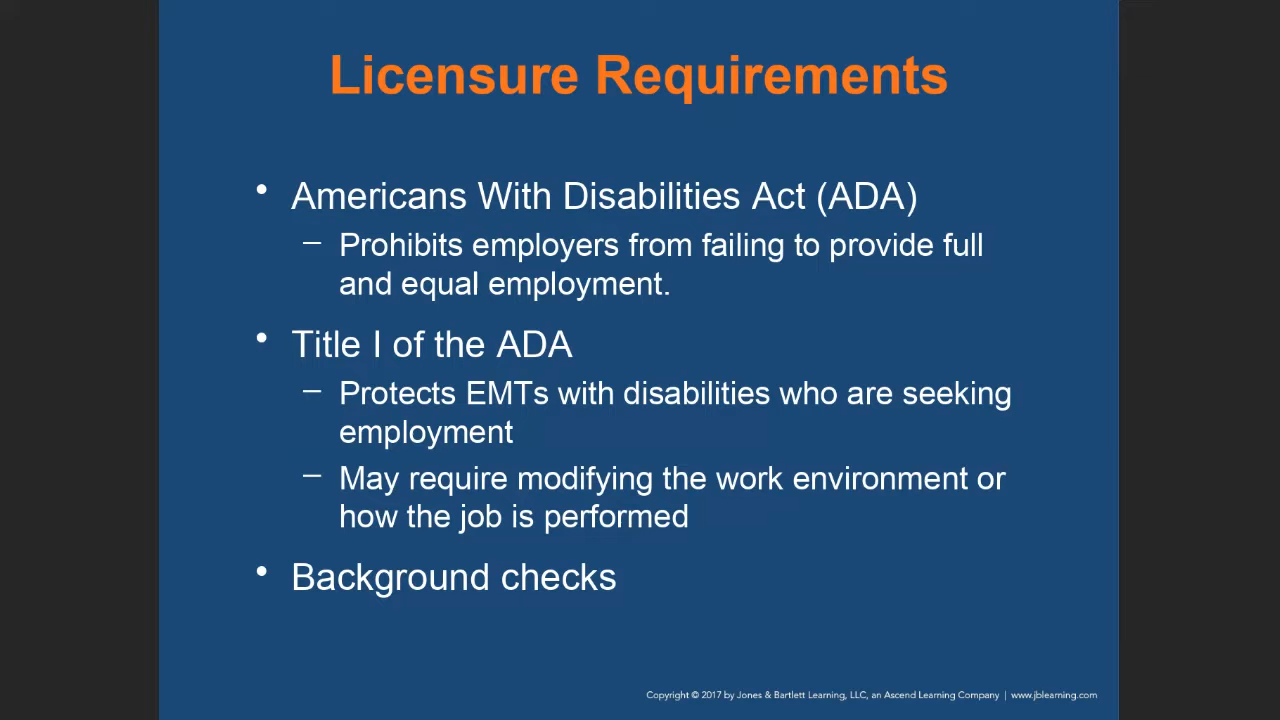 Licensure Requirements
• Americans With Disabilities Act (ADA)
– Prohibits employers from failing to provide full
and equal employment.
• Title I of the ADA
– Protects EMTs with disabilities who are seeking
employment
– May require modifying the work environment or
how the job is performed
• Background checks
Copyright © 2017 by Jones & Bartlett Learning, LLC, an Ascend Learning Company | www.jblearning.com